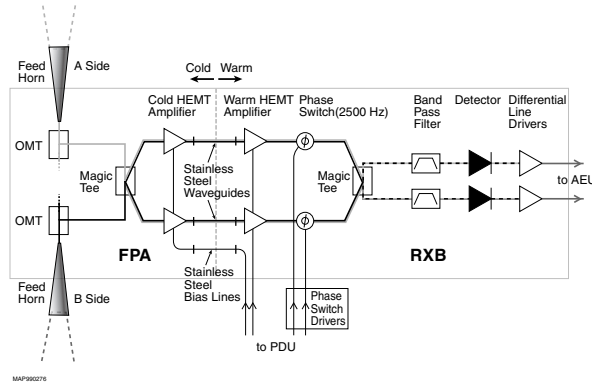 Feed
Horn
A Side
Cold
Warm
Cold HEMT
Amplifier
Warm HEMT
Amplifier
Phase
Switch(2500 Hz)
Band
Pass
Filter
Detector
Differential
Line
Drivers
OMT
Magic
Tee
Stainless
Steel
Waveguides
Magic
Tee
ϕ
to AEU
OMT
ϕ
FPA
RXB
Stainless
Steel
Bias Lines
Feed
Horn
B Side
Phase
Switch
Drivers
to PDU
MAP990276